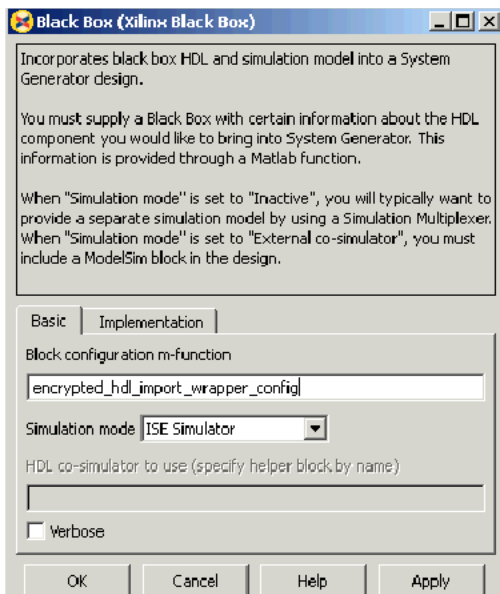 Black Box (Xilinx Black Box)
Incorporates black box HDL and simulation model into a System
Generator design.
You must supply a Black Box with certain information about the HDL
component you would like to bring into System Generator. This
information is provided through a Matlab function.
When "Simulation mode" is set to "Inactive", you will typically want to
provide a separate simulation model by using a Simulation Multiplexer.
When "Simulation mode" is set to "External co-simulator", you must
include a ModelSim block in the design.
Basic Implementation
Block configuration m-function
encrypted_hdl_import_wrapper_config
Simulation mode ISE Simulator
HDL co-simulator to use (specify helper block by name)
Verbose
OK Cancel Help Apply